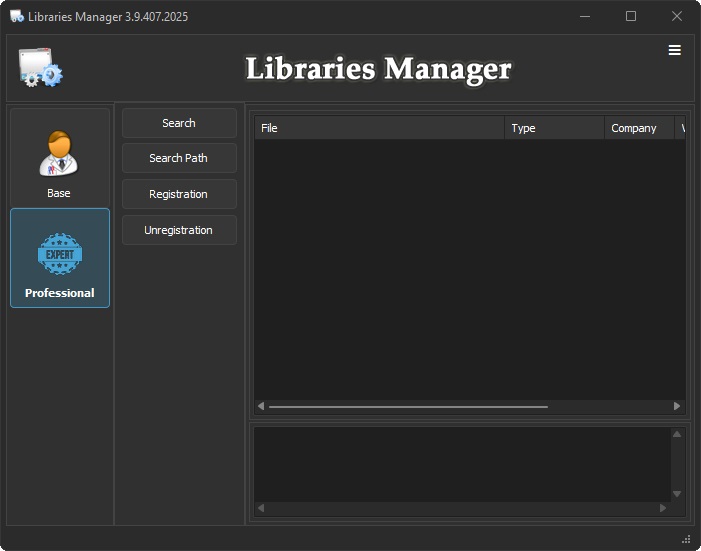 Libraries Manager 3.9.407.2025
Libraries Manager
Base
EXPERT
Professional
Search
Search Path
Registration
Unregistration
File Type Company